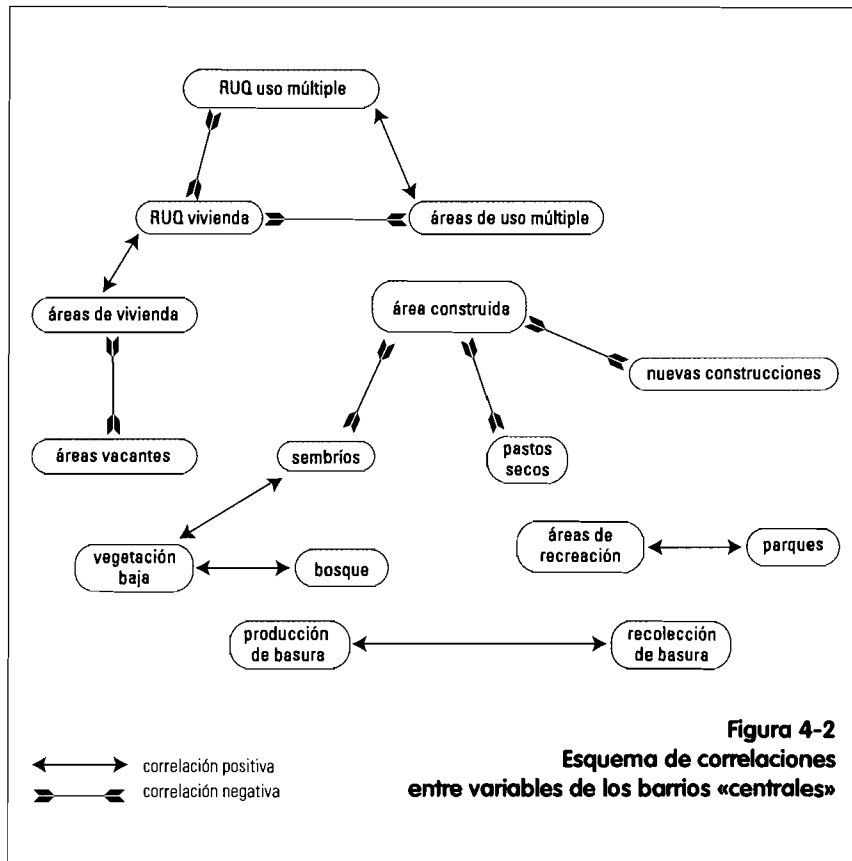 RUQ uso múltiple
RUQ vivienda
áreas de uso múltiple
áreas de vivienda
área construida
nuevas construcciones
áreas vacantes
sembríos
pastos
secos
vegetación
baja
bosque
áreas de
recreación
parques
producción
de basura
recolección
de basura
Figura 4-2
Esquema de correlaciones
entre variables de los barrios «centrales»
correlación positiva
correlación negativa